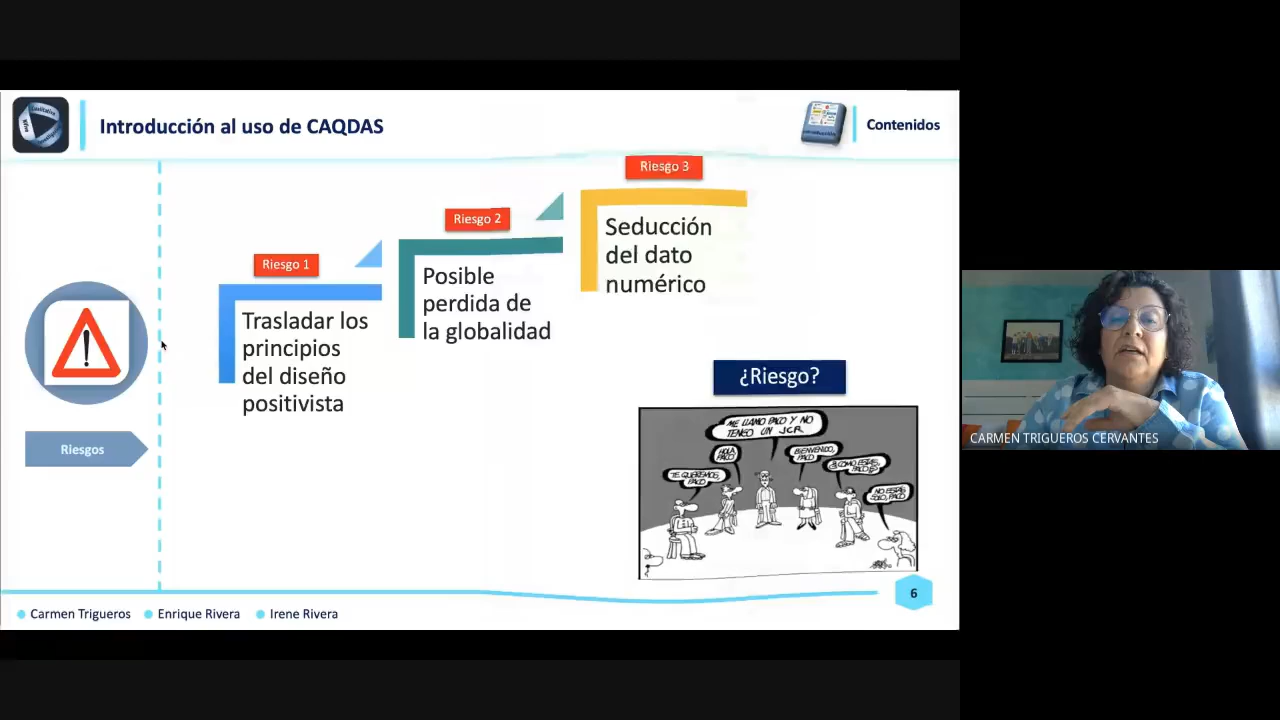 Introducción al uso de CAQDAS
Contenidos
Riesgo 3
Seducción
del dato
numérico
Riesgo 2
Posible
perdida de
la globalidad
Riesgo 1
Trasladar los
principios
del diseño
positivista
Riesgos
¿Riesgo?
ME LLAMO PACO Y NO
TENGO UN JCR
HOLA
PACO
BIENVENIDO,
PACO
TE QUEREMOS,
PACO
NO ESTÁS
SOLO, PACO
6
Carmen Trigueros
Enrique Rivera
Irene Rivera
CARMEN TRIGUEROS CERVANTES